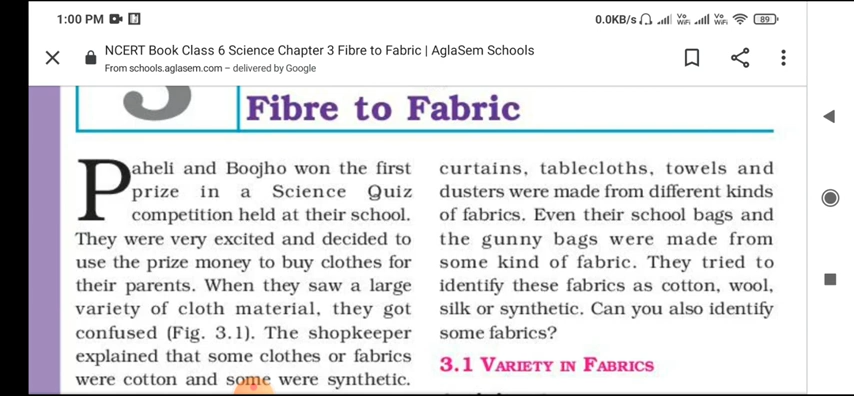 1:00 PM
0.0KB/s Vo WiFi Vo WiFi 89
NCERT Book Class 6 Science Chapter 3 Fibre to Fabric | AglaSem Schools
From schools.aglasem.com – delivered by Google
3
Fibre to Fabric
Paheli and Boojho won the first
prize in a Science Quiz
competition held at their school.
They were very excited and decided to
use the prize money to buy clothes for
their parents. When they saw a large
variety of cloth material, they got
confused (Fig. 3.1). The shopkeeper
explained that some clothes or fabrics
were cotton and some were synthetic.
curtains, tablecloths, towels and
dusters were made from different kinds
of fabrics. Even their school bags and
the gunny bags were made from
some kind of fabric. They tried to
identify these fabrics as cotton, wool,
silk or synthetic. Can you also identify
some fabrics?
3.1 VARIETY IN FABRICS